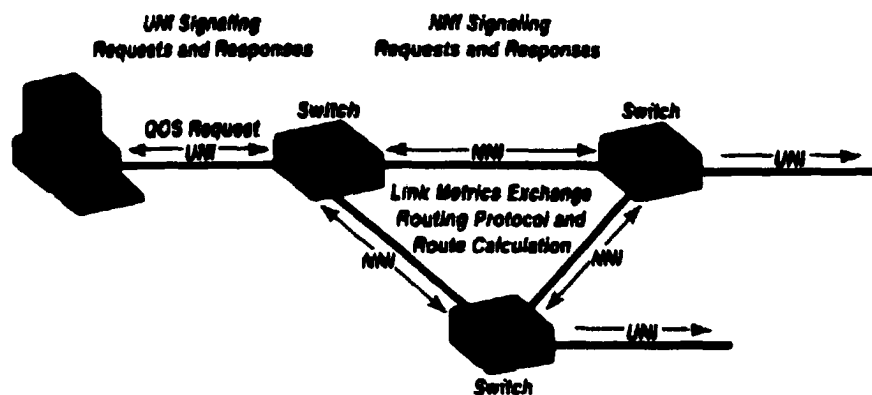 UNI Signaling
Requests and Responses
NNI Signaling
Requests and Responses
Switch
Switch
QOS Request
UNI
NNI
UNI
Link Metrics Exchange
Routing Protocol and
Route Calculation
NNI
NNI
UNI
Switch